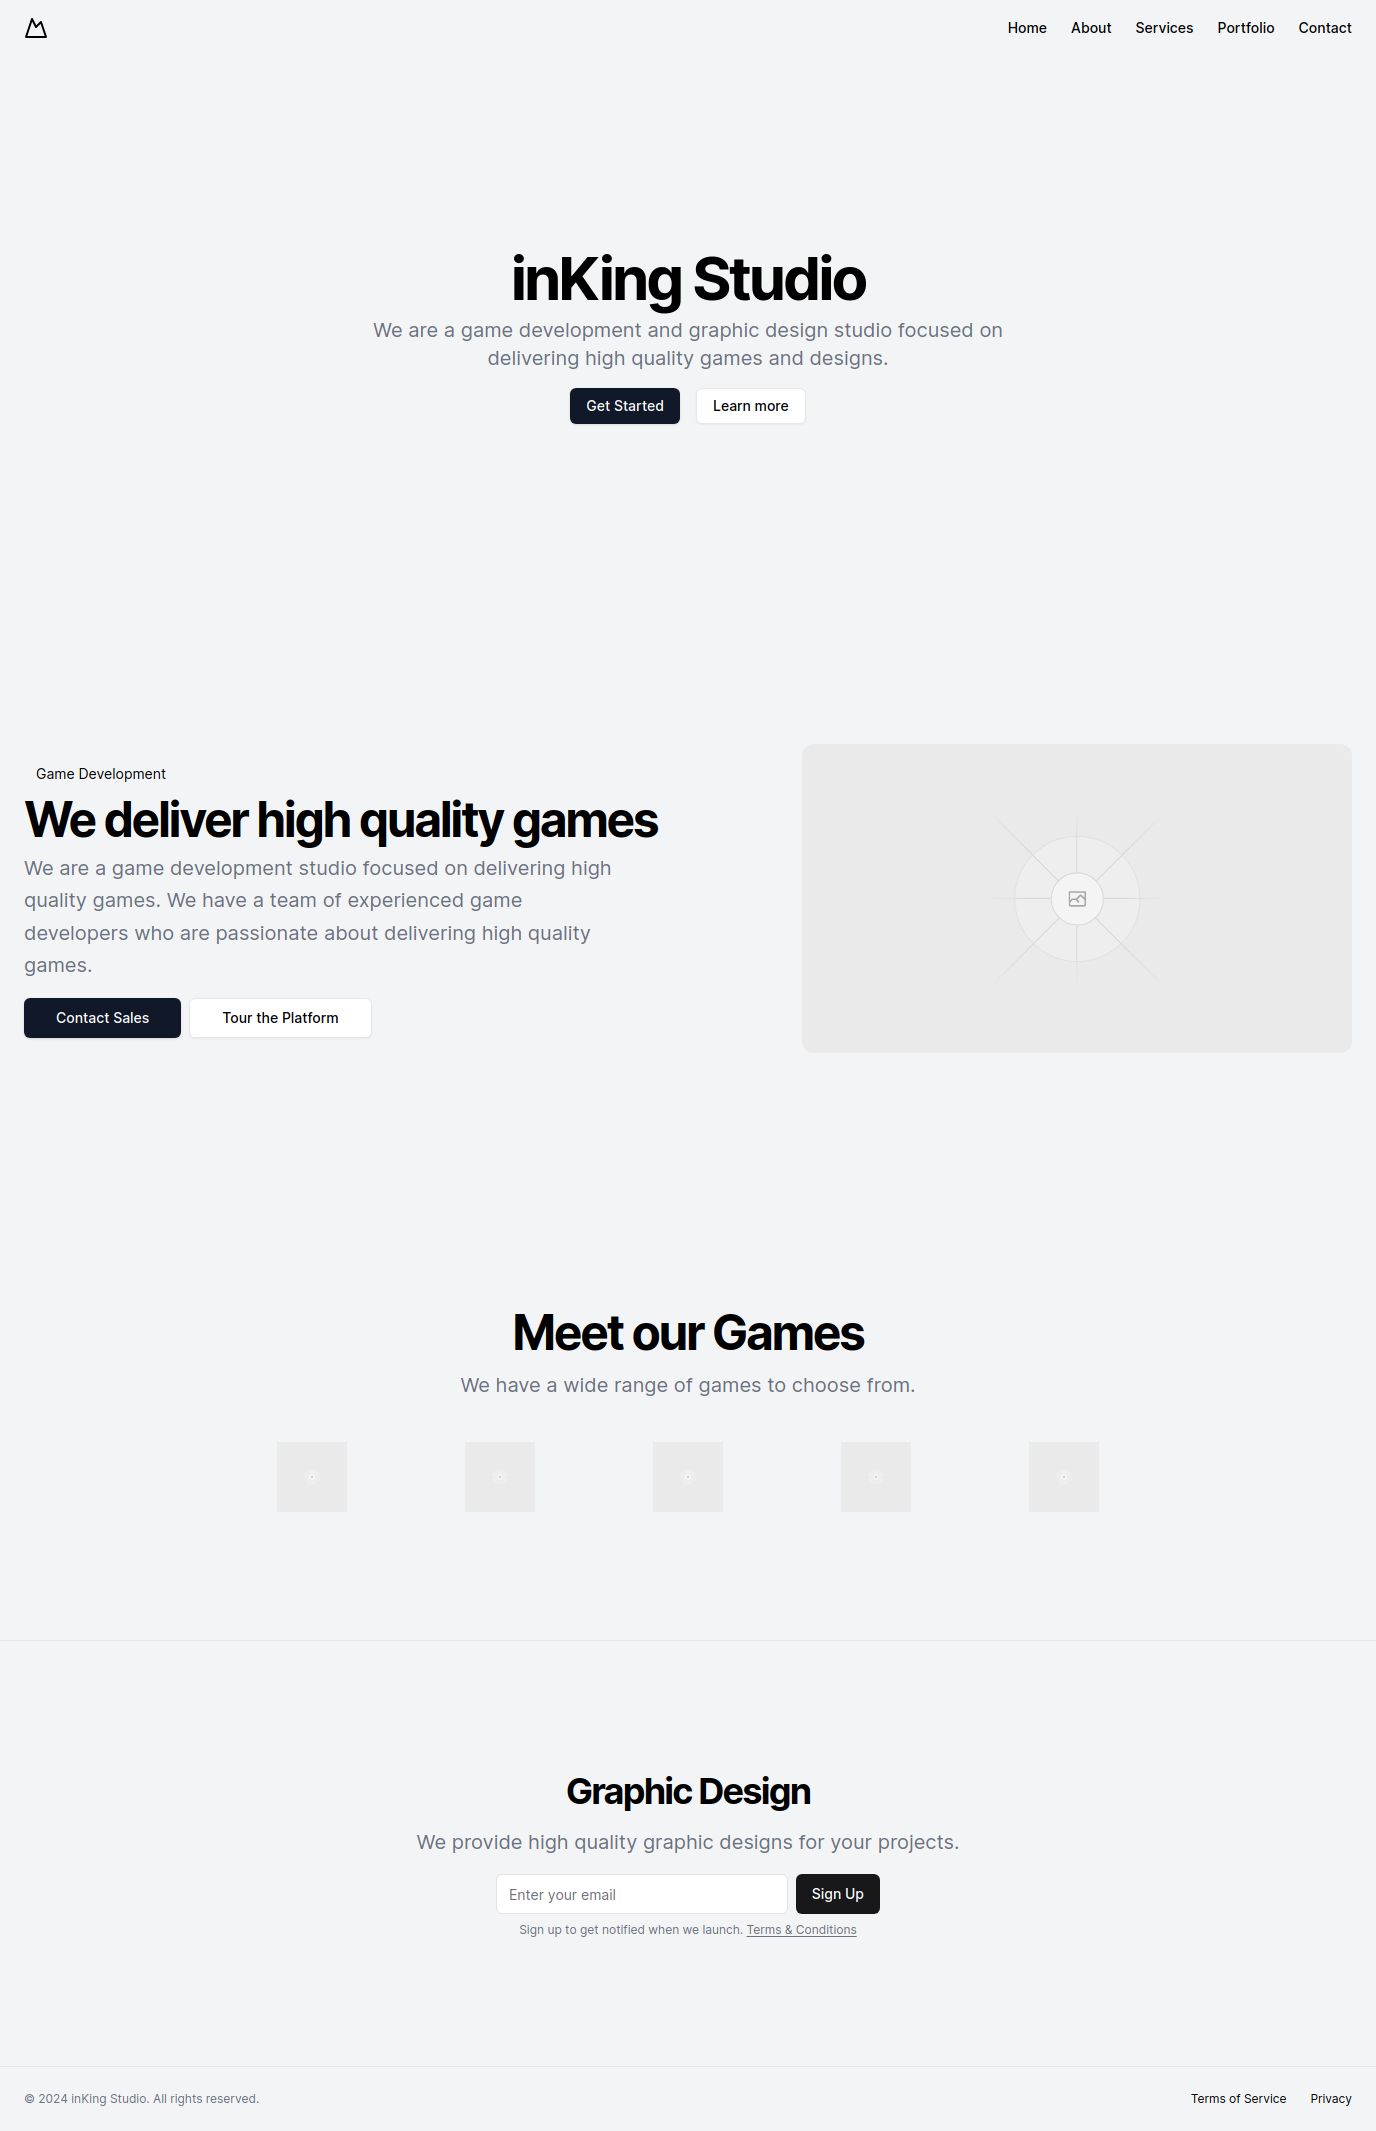 Home About Services Portfolio Contact
inKing Studio
We are a game development and graphic design studio focused on
delivering high quality games and designs.
Get Started Learn more
Game Development
We deliver high quality games
We are a game development studio focused on delivering high
quality games. We have a team of experienced game
developers who are passionate about delivering high quality
games.
Contact Sales Tour the Platform
Meet our Games
We have a wide range of games to choose from.
Graphic Design
We provide high quality graphic designs for your projects.
Enter your email Sign Up
Sign up to get notified when we launch. Terms & Conditions
© 2024 inKing Studio. All rights reserved. Terms of Service Privacy